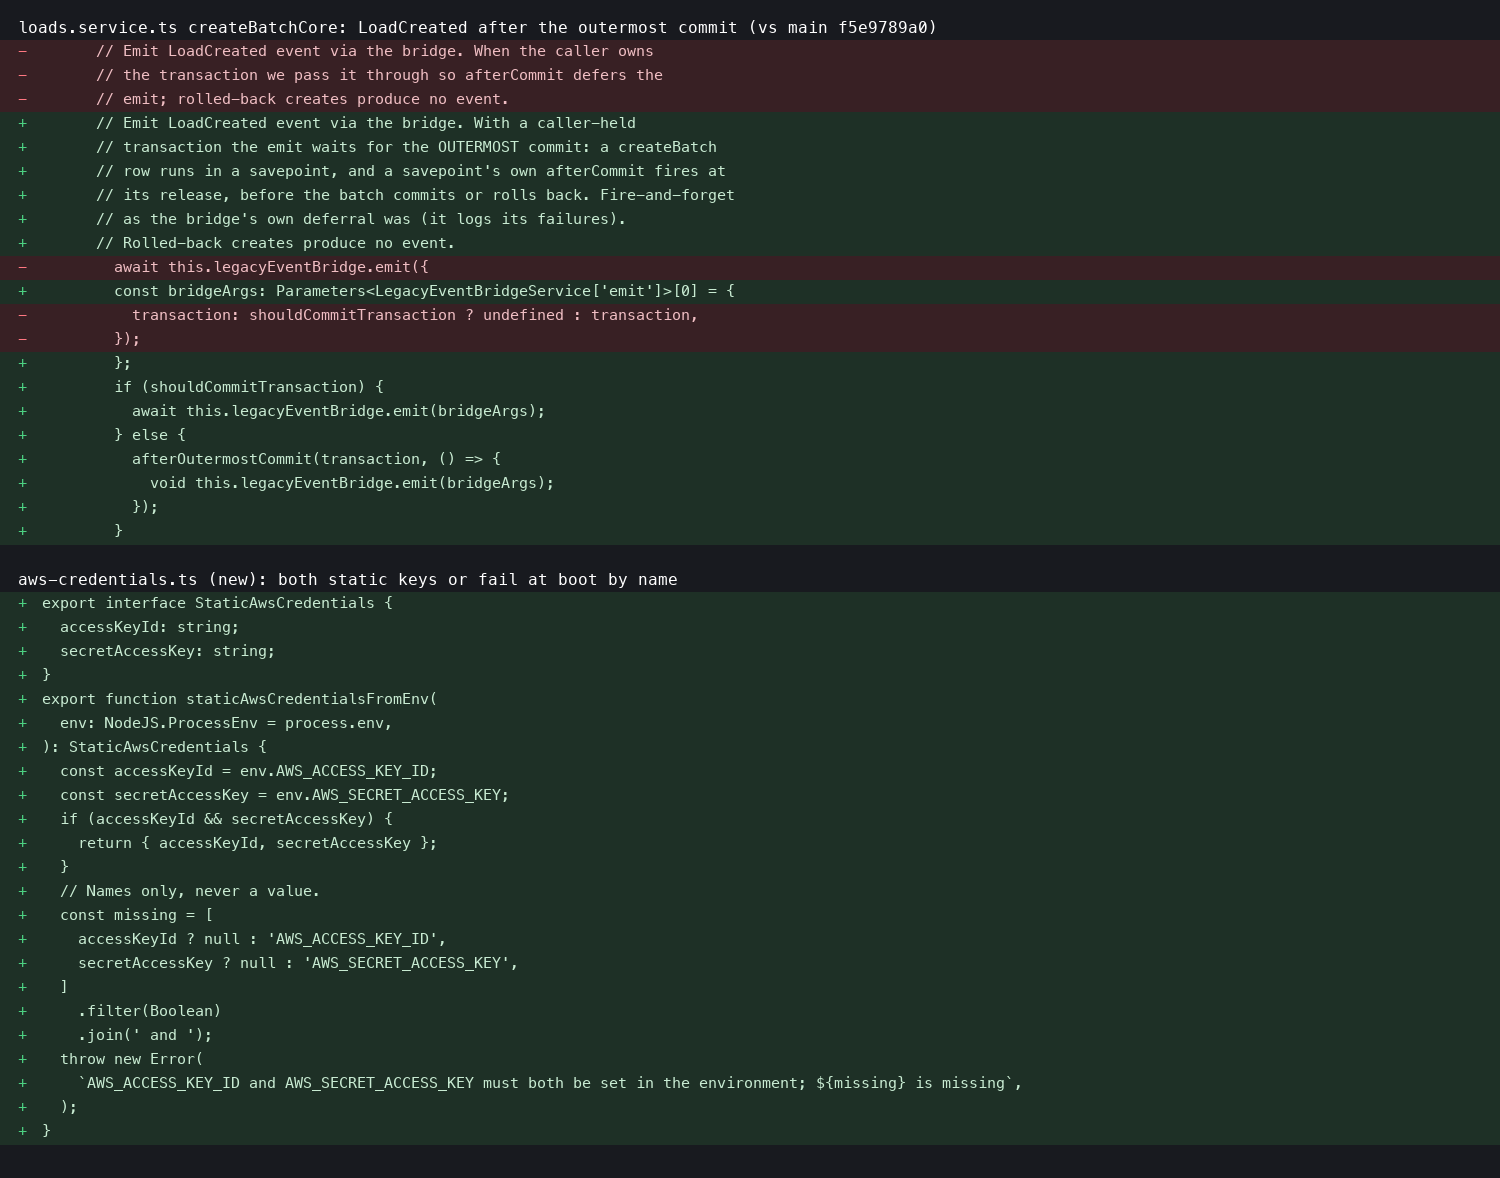 loads.service.ts createBatchCore: LoadCreated after the outermost commit (vs main f5e9789a0)
−        // Emit LoadCreated event via the bridge. When the caller owns
−        // the transaction we pass it through so afterCommit defers the
−        // emit; rolled−back creates produce no event.
+        // Emit LoadCreated event via the bridge. With a caller−held
+        // transaction the emit waits for the OUTERMOST commit: a createBatch
+        // row runs in a savepoint, and a savepoint's own afterCommit fires at
+        // its release, before the batch commits or rolls back. Fire−and−forget
+        // as the bridge's own deferral was (it logs its failures).
+        // Rolled−back creates produce no event.
−          await this.legacyEventBridge.emit({
+          const bridgeArgs: Parameters<LegacyEventBridgeService['emit']>[0] = {
−            transaction: shouldCommitTransaction ? undefined : transaction,
−          });
+          };
+          if (shouldCommitTransaction) {
+            await this.legacyEventBridge.emit(bridgeArgs);
+          } else {
+            afterOutermostCommit(transaction, () => {
+              void this.legacyEventBridge.emit(bridgeArgs);
+            });
+          }
aws−credentials.ts (new): both static keys or fail at boot by name
+  export interface StaticAwsCredentials {
+    accessKeyId: string;
+    secretAccessKey: string;
+  }
+  export function staticAwsCredentialsFromEnv(
+    env: NodeJS.ProcessEnv = process.env,
+  ): StaticAwsCredentials {
+    const accessKeyId = env.AWS_ACCESS_KEY_ID;
+    const secretAccessKey = env.AWS_SECRET_ACCESS_KEY;
+    if (accessKeyId && secretAccessKey) {
+      return { accessKeyId, secretAccessKey };
+    }
+    // Names only, never a value.
+    const missing = [
+      accessKeyId ? null : 'AWS_ACCESS_KEY_ID',
+      secretAccessKey ? null : 'AWS_SECRET_ACCESS_KEY',
+    ]
+      .filter(Boolean)
+      .join(' and ');
+    throw new Error(
+      `AWS_ACCESS_KEY_ID and AWS_SECRET_ACCESS_KEY must both be set in the environment; ${missing} is missing`,
+    );
+  }